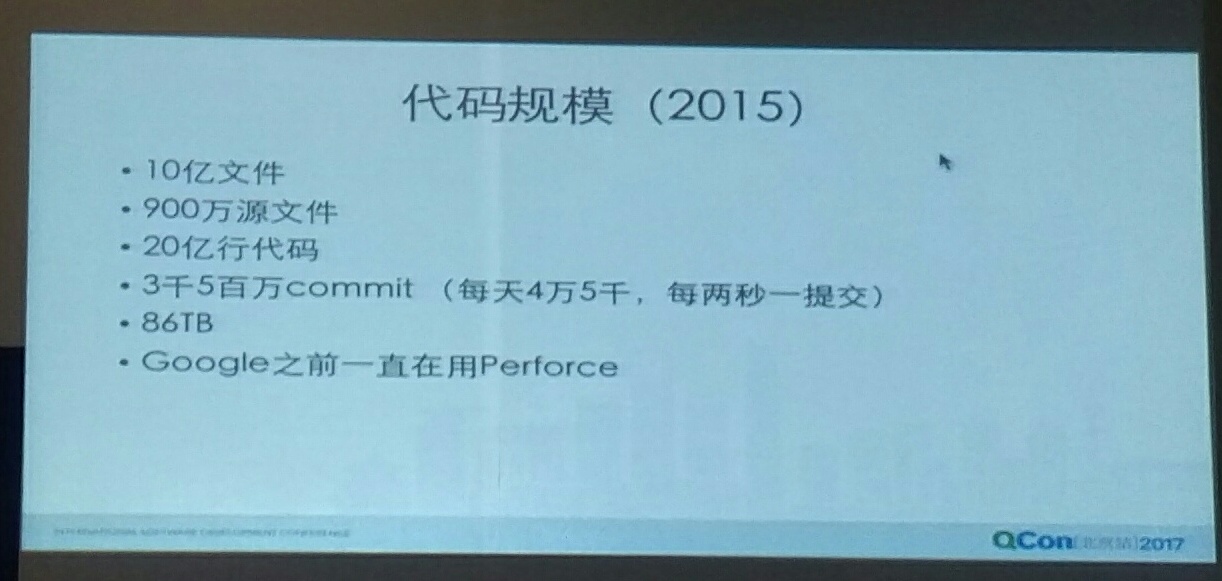 代码规模（2015）
• 10亿文件
• 900万源文件
• 20亿行代码
• 3千5百万commit （每天4万5千，每两秒一提交）
• 86TB
• Google之前一直在用Perforce
INTERNATIONAL SOFTWARE DEVELOPMENT CONFERENCE
QCon[北京站]2017